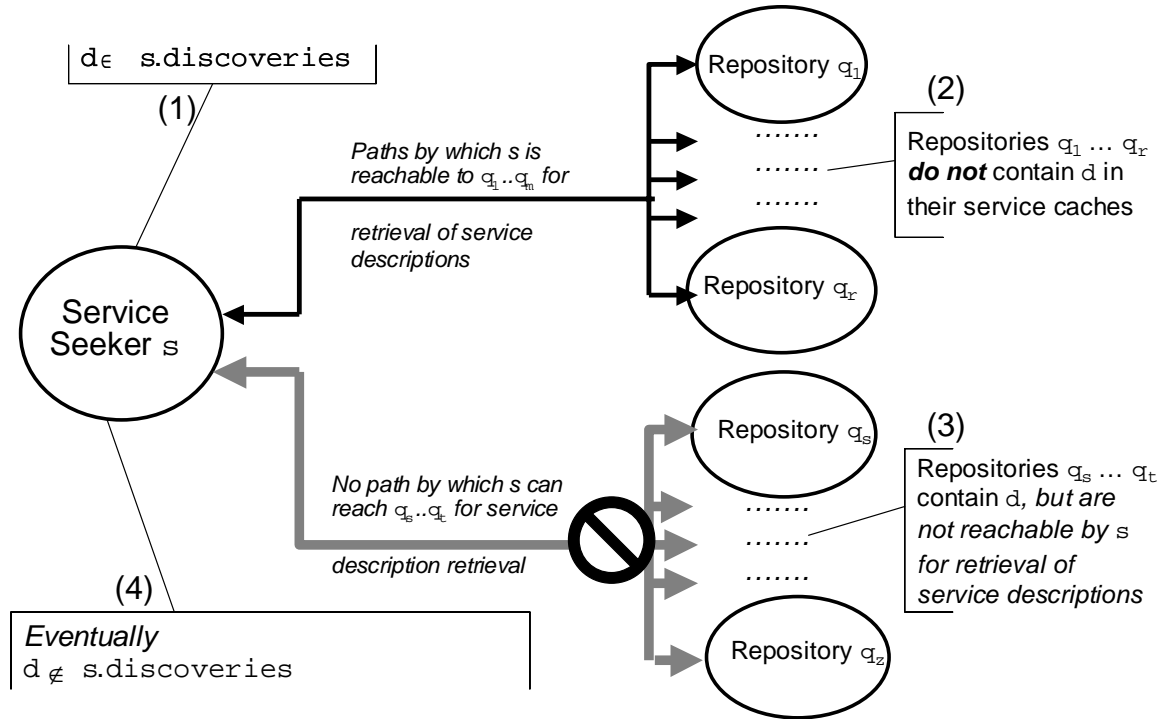 d∈ s.discoveries
(1)
Service
Seeker s
Paths by which s is
reachable to q₁..qₘ for
retrieval of service
descriptions
Repository q₁
.......
.......
.......
Repository qᵣ
(2)
Repositories q₁ ... qᵣ
do not contain d in
their service caches
No path by which s can
reach qₛ..qₜ for service
description retrieval
Repository qₛ
.......
.......
.......
Repository q_z
(3)
Repositories qₛ ... qₜ
contain d, but are
not reachable by s
for retrieval of
service descriptions
(4)
Eventually
d ∉ s.discoveries